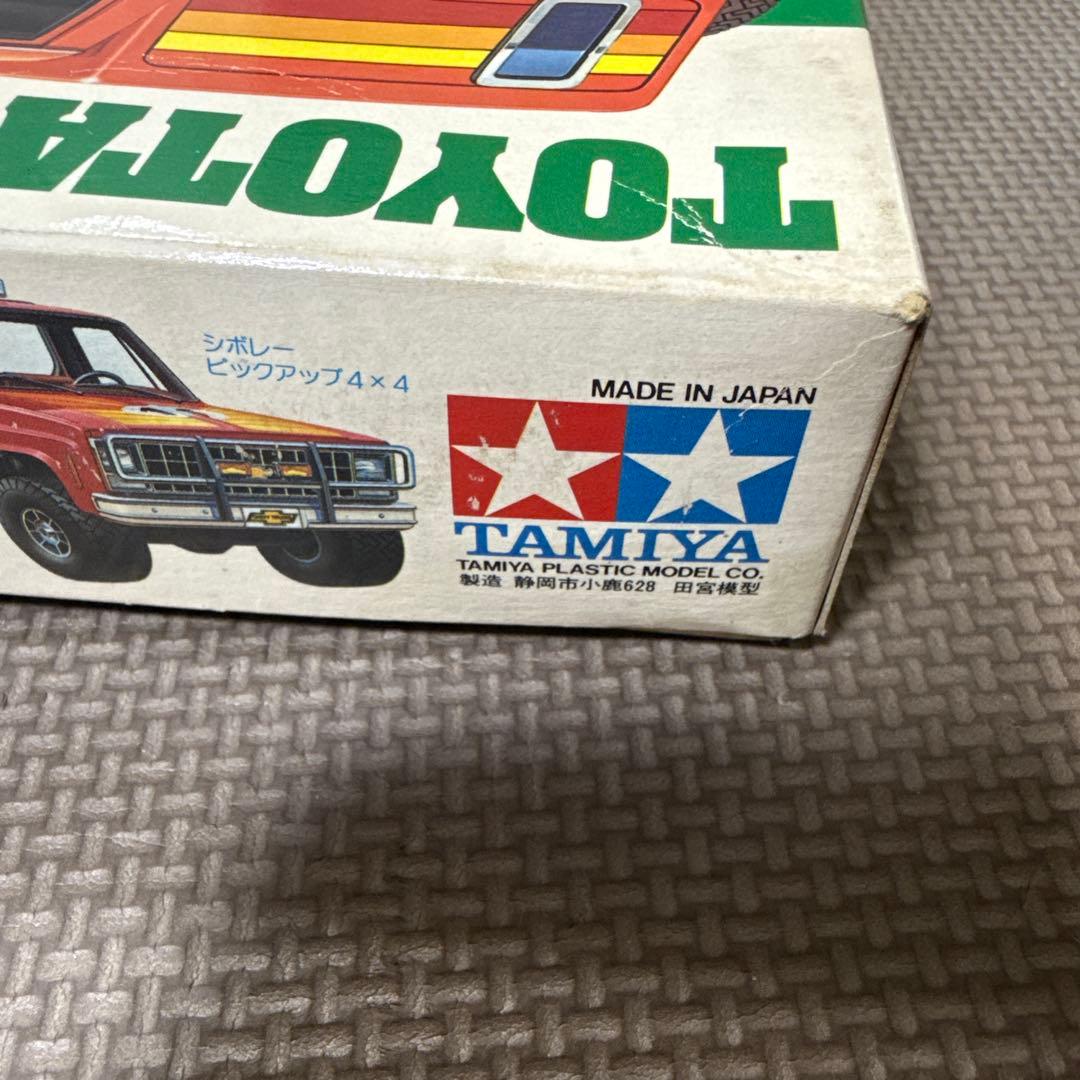 TOYOTA
シボレー
ピックアップ4×4
MADE IN JAPAN
TAMIYA
TAMIYA PLASTIC MODEL CO.
製造 静岡市小鹿628 田宮模型